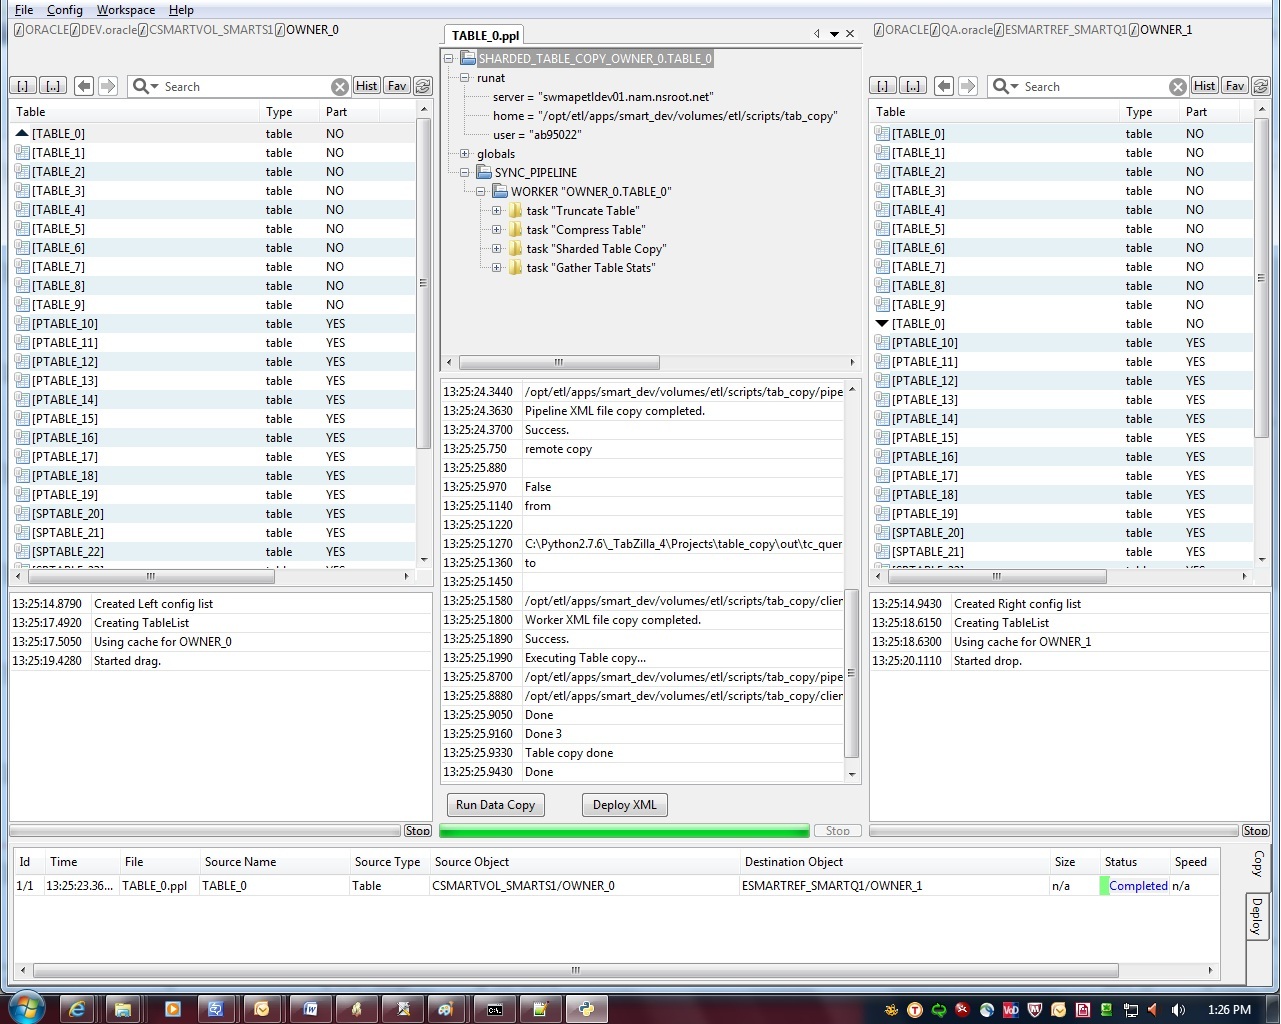 File Config Workspace Help
/ORACLE/DEV.oracle/CSMARTVOL_SMARTS1/OWNER_0
[.] [..] Search Hist Fav
Table Type Part
[TABLE_0] table NO
[TABLE_1] table NO
[TABLE_2] table NO
[TABLE_3] table NO
[TABLE_4] table NO
[TABLE_5] table NO
[TABLE_6] table NO
[TABLE_7] table NO
[TABLE_8] table NO
[TABLE_9] table NO
[PTABLE_10] table YES
[PTABLE_11] table YES
[PTABLE_12] table YES
[PTABLE_13] table YES
[PTABLE_14] table YES
[PTABLE_15] table YES
[PTABLE_16] table YES
[PTABLE_17] table YES
[PTABLE_18] table YES
[PTABLE_19] table YES
[SPTABLE_20] table YES
[SPTABLE_21] table YES
[SPTABLE_22] table YES
13:25:14.8790 Created Left config list
13:25:17.4920 Creating TableList
13:25:17.5050 Using cache for OWNER_0
13:25:19.4280 Started drag.
Stop
TABLE_0.ppl
SHARDED_TABLE_COPY_OWNER_0.TABLE_0
runat
server = "swmapetldev01.nam.nsroot.net"
home = "/opt/etl/apps/smart_dev/volumes/etl/scripts/tab_copy"
user = "ab95022"
globals
SYNC_PIPELINE
WORKER "OWNER_0.TABLE_0"
task "Truncate Table"
task "Compress Table"
task "Sharded Table Copy"
task "Gather Table Stats"
13:25:24.3440 /opt/etl/apps/smart_dev/volumes/etl/scripts/tab_copy/pipe
13:25:24.3630 Pipeline XML file copy completed.
13:25:24.3700 Success.
13:25:25.750 remote copy
13:25:25.880
13:25:25.970 False
13:25:25.1140 from
13:25:25.1220
13:25:25.1270 C:\Python2.7.6\_TabZilla_4\Projects\table_copy\out\tc_quer
13:25:25.1360 to
13:25:25.1450
13:25:25.1580 /opt/etl/apps/smart_dev/volumes/etl/scripts/tab_copy/clien
13:25:25.1800 Worker XML file copy completed.
13:25:25.1890 Success.
13:25:25.1990 Executing Table copy...
13:25:25.8700 /opt/etl/apps/smart_dev/volumes/etl/scripts/tab_copy/pipe
13:25:25.8880 /opt/etl/apps/smart_dev/volumes/etl/scripts/tab_copy/clien
13:25:25.9050 Done
13:25:25.9160 Done 3
13:25:25.9330 Table copy done
13:25:25.9430 Done
Run Data Copy Deploy XML
Stop
/ORACLE/QA.oracle/ESMARTREF_SMARTQ1/OWNER_1
[.] [..] Search Hist Fav
Table Type Part
[TABLE_0] table NO
[TABLE_1] table NO
[TABLE_2] table NO
[TABLE_3] table NO
[TABLE_4] table NO
[TABLE_5] table NO
[TABLE_6] table NO
[TABLE_7] table NO
[TABLE_8] table NO
[TABLE_9] table NO
[TABLE_0] table NO
[PTABLE_10] table YES
[PTABLE_11] table YES
[PTABLE_12] table YES
[PTABLE_13] table YES
[PTABLE_14] table YES
[PTABLE_15] table YES
[PTABLE_16] table YES
[PTABLE_17] table YES
[PTABLE_18] table YES
[PTABLE_19] table YES
[SPTABLE_20] table YES
[SPTABLE_21] table YES
13:25:14.9430 Created Right config list
13:25:18.6150 Creating TableList
13:25:18.6300 Using cache for OWNER_1
13:25:20.1110 Started drop.
Stop
Id Time File Source Name Source Type Source Object Destination Object Size Status Speed
1/1 13:25:23.36... TABLE_0.ppl TABLE_0 Table CSMARTVOL_SMARTS1/OWNER_0 ESMARTREF_SMARTQ1/OWNER_1 n/a Completed n/a
Copy
Deploy
1:26 PM